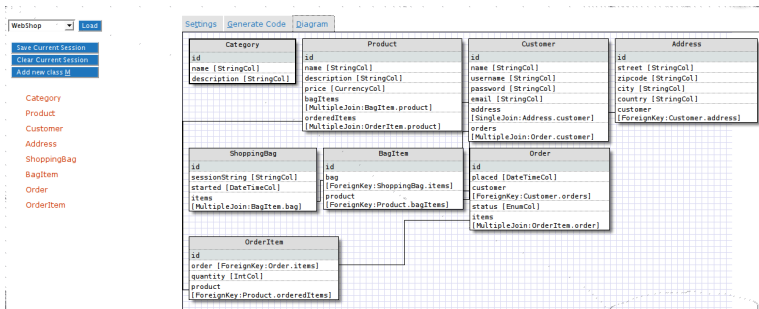 WebShop
Load
Save Current Session
Clear Current Session
Add new class M
Category
Product
Customer
Address
ShoppingBag
BagItem
Order
OrderItem
Settings
Generate Code
Diagram
Category
id
name [StringCol]
description [StringCol]
Product
id
name [StringCol]
description [StringCol]
price [CurrencyCol]
bagItems
[MultipleJoin:BagItem.product]
orderedItems
[MultipleJoin:OrderItem.product]
Customer
id
name [StringCol]
username [StringCol]
password [StringCol]
email [StringCol]
address
[SingleJoin:Address.customer]
orders
[MultipleJoin:Order.customer]
Address
id
street [StringCol]
zipcode [StringCol]
city [StringCol]
country [StringCol]
customer
[ForeignKey:Customer.address]
ShoppingBag
id
sessionString [StringCol]
started [DateTimeCol]
items
[MultipleJoin:BagItem.bag]
BagItem
id
bag
[ForeignKey:ShoppingBag.items]
product
[ForeignKey:Product.bagItems]
Order
id
placed [DateTimeCol]
customer
[ForeignKey:Customer.orders]
status [EnumCol]
items
[MultipleJoin:OrderItem.order]
OrderItem
id
order [ForeignKey:Order.items]
quantity [IntCol]
product
[ForeignKey:Product.orderedItems]